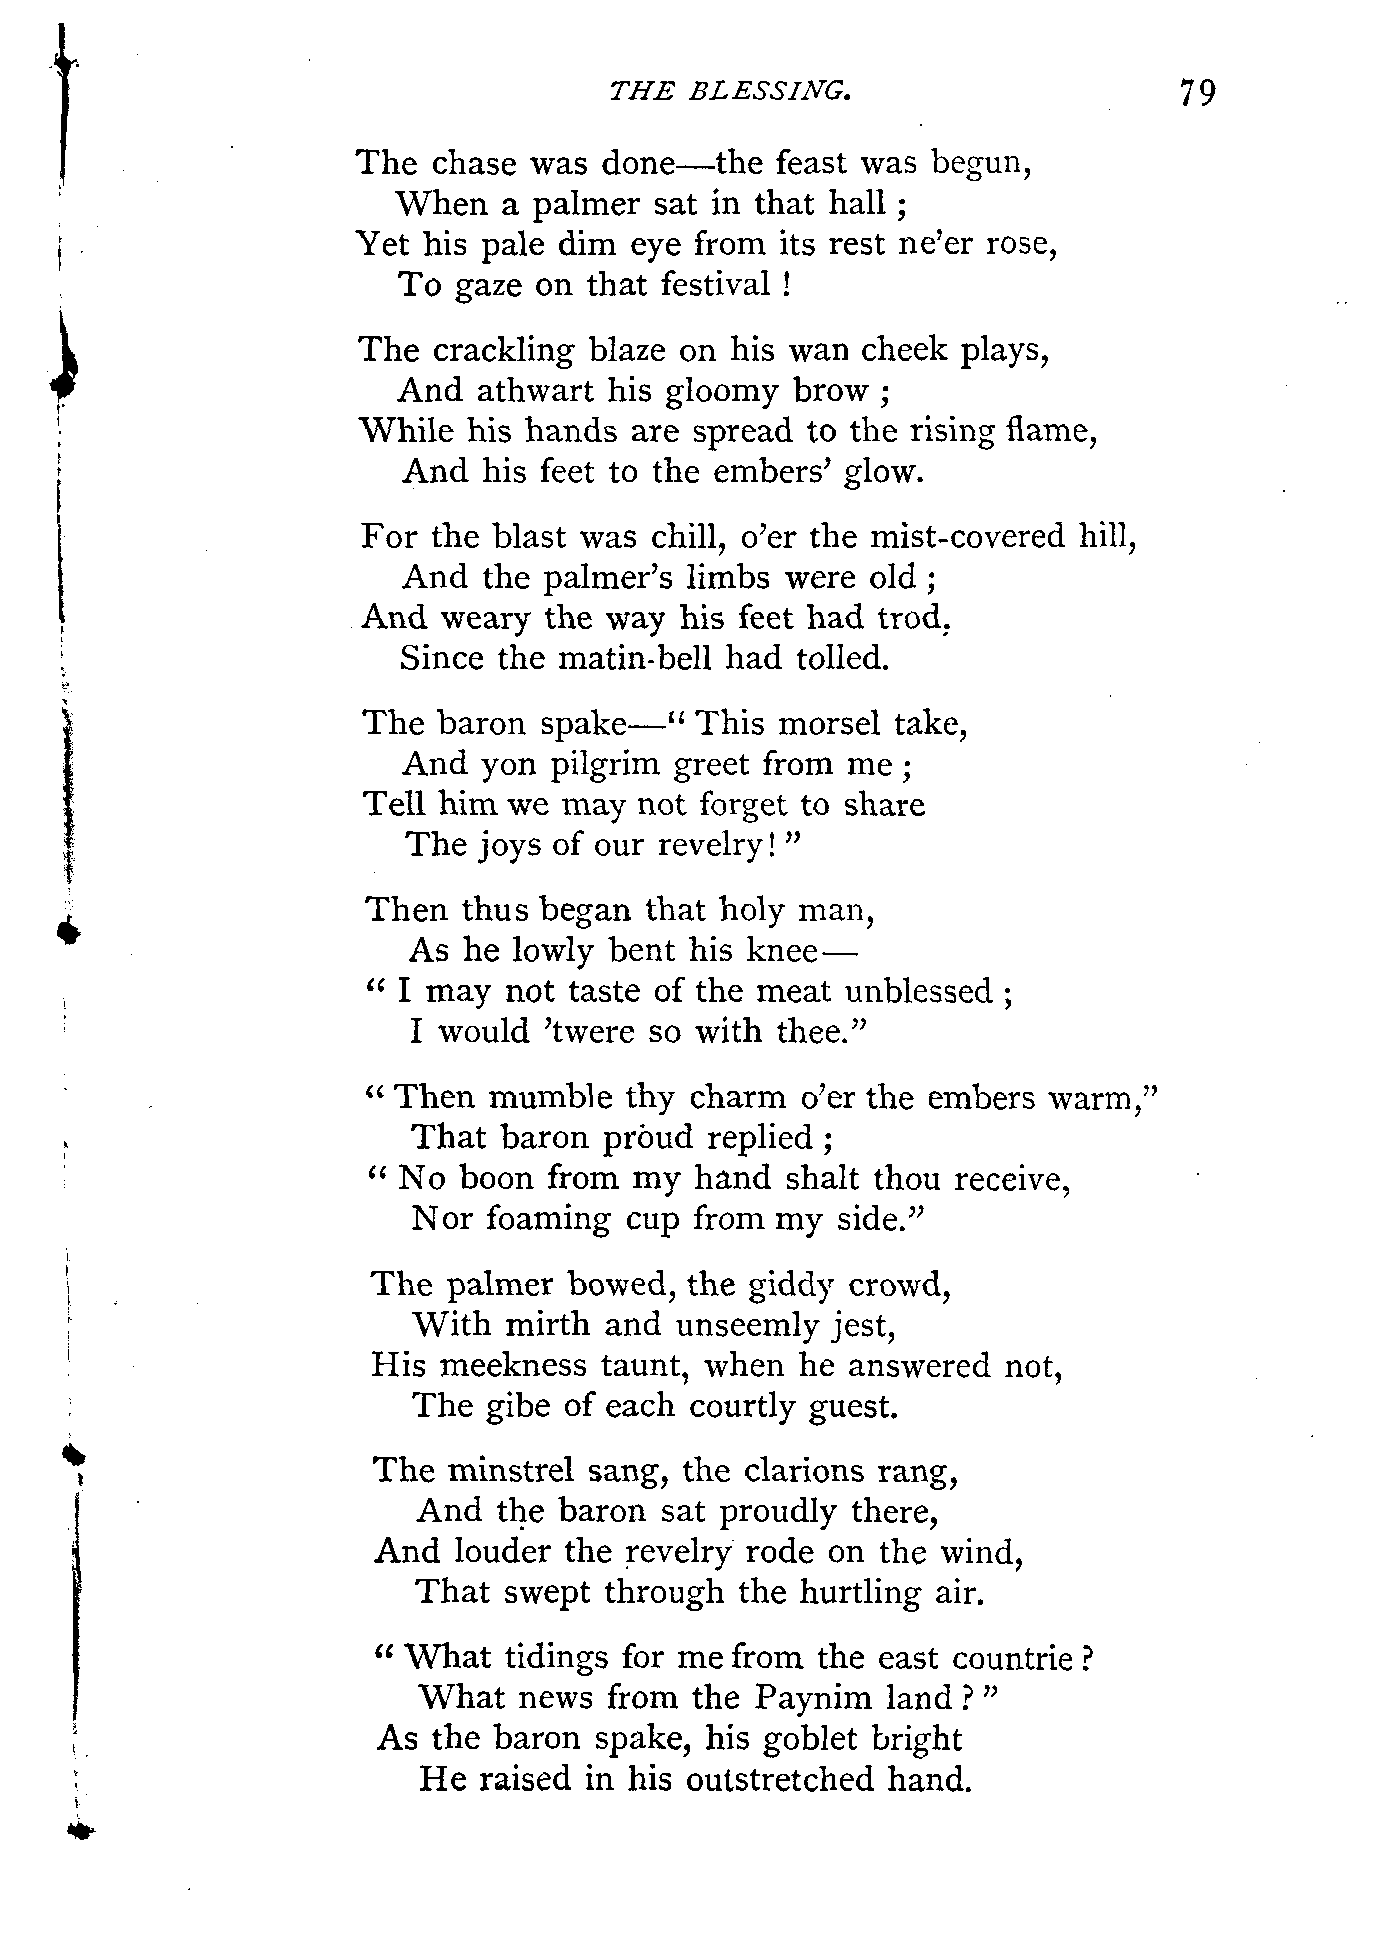 THE BLESSING. 79
The chase was done—the feast was begun,
When a palmer sat in that hall ;
Yet his pale dim eye from its rest ne’er rose,
To gaze on that festival !
The crackling blaze on his wan cheek plays,
And athwart his gloomy brow ;
While his hands are spread to the rising flame,
And his feet to the embers’ glow.
For the blast was chill, o’er the mist-covered hill,
And the palmer’s limbs were old ;
And weary the way his feet had trod,
Since the matin-bell had tolled.
The baron spake—“ This morsel take,
And yon pilgrim greet from me ;
Tell him we may not forget to share
The joys of our revelry! ”
Then thus began that holy man,
As he lowly bent his knee—
“ I may not taste of the meat unblessed ;
I would ’twere so with thee.”
“ Then mumble thy charm o’er the embers warm,”
That baron proud replied ;
“ No boon from my hand shalt thou receive,
Nor foaming cup from my side.”
The palmer bowed, the giddy crowd,
With mirth and unseemly jest,
His meekness taunt, when he answered not,
The gibe of each courtly guest.
The minstrel sang, the clarions rang,
And the baron sat proudly there,
And louder the revelry rode on the wind,
That swept through the hurtling air.
“ What tidings for me from the east countrie ?
What news from the Paynim land ? ”
As the baron spake, his goblet bright
He raised in his outstretched hand.